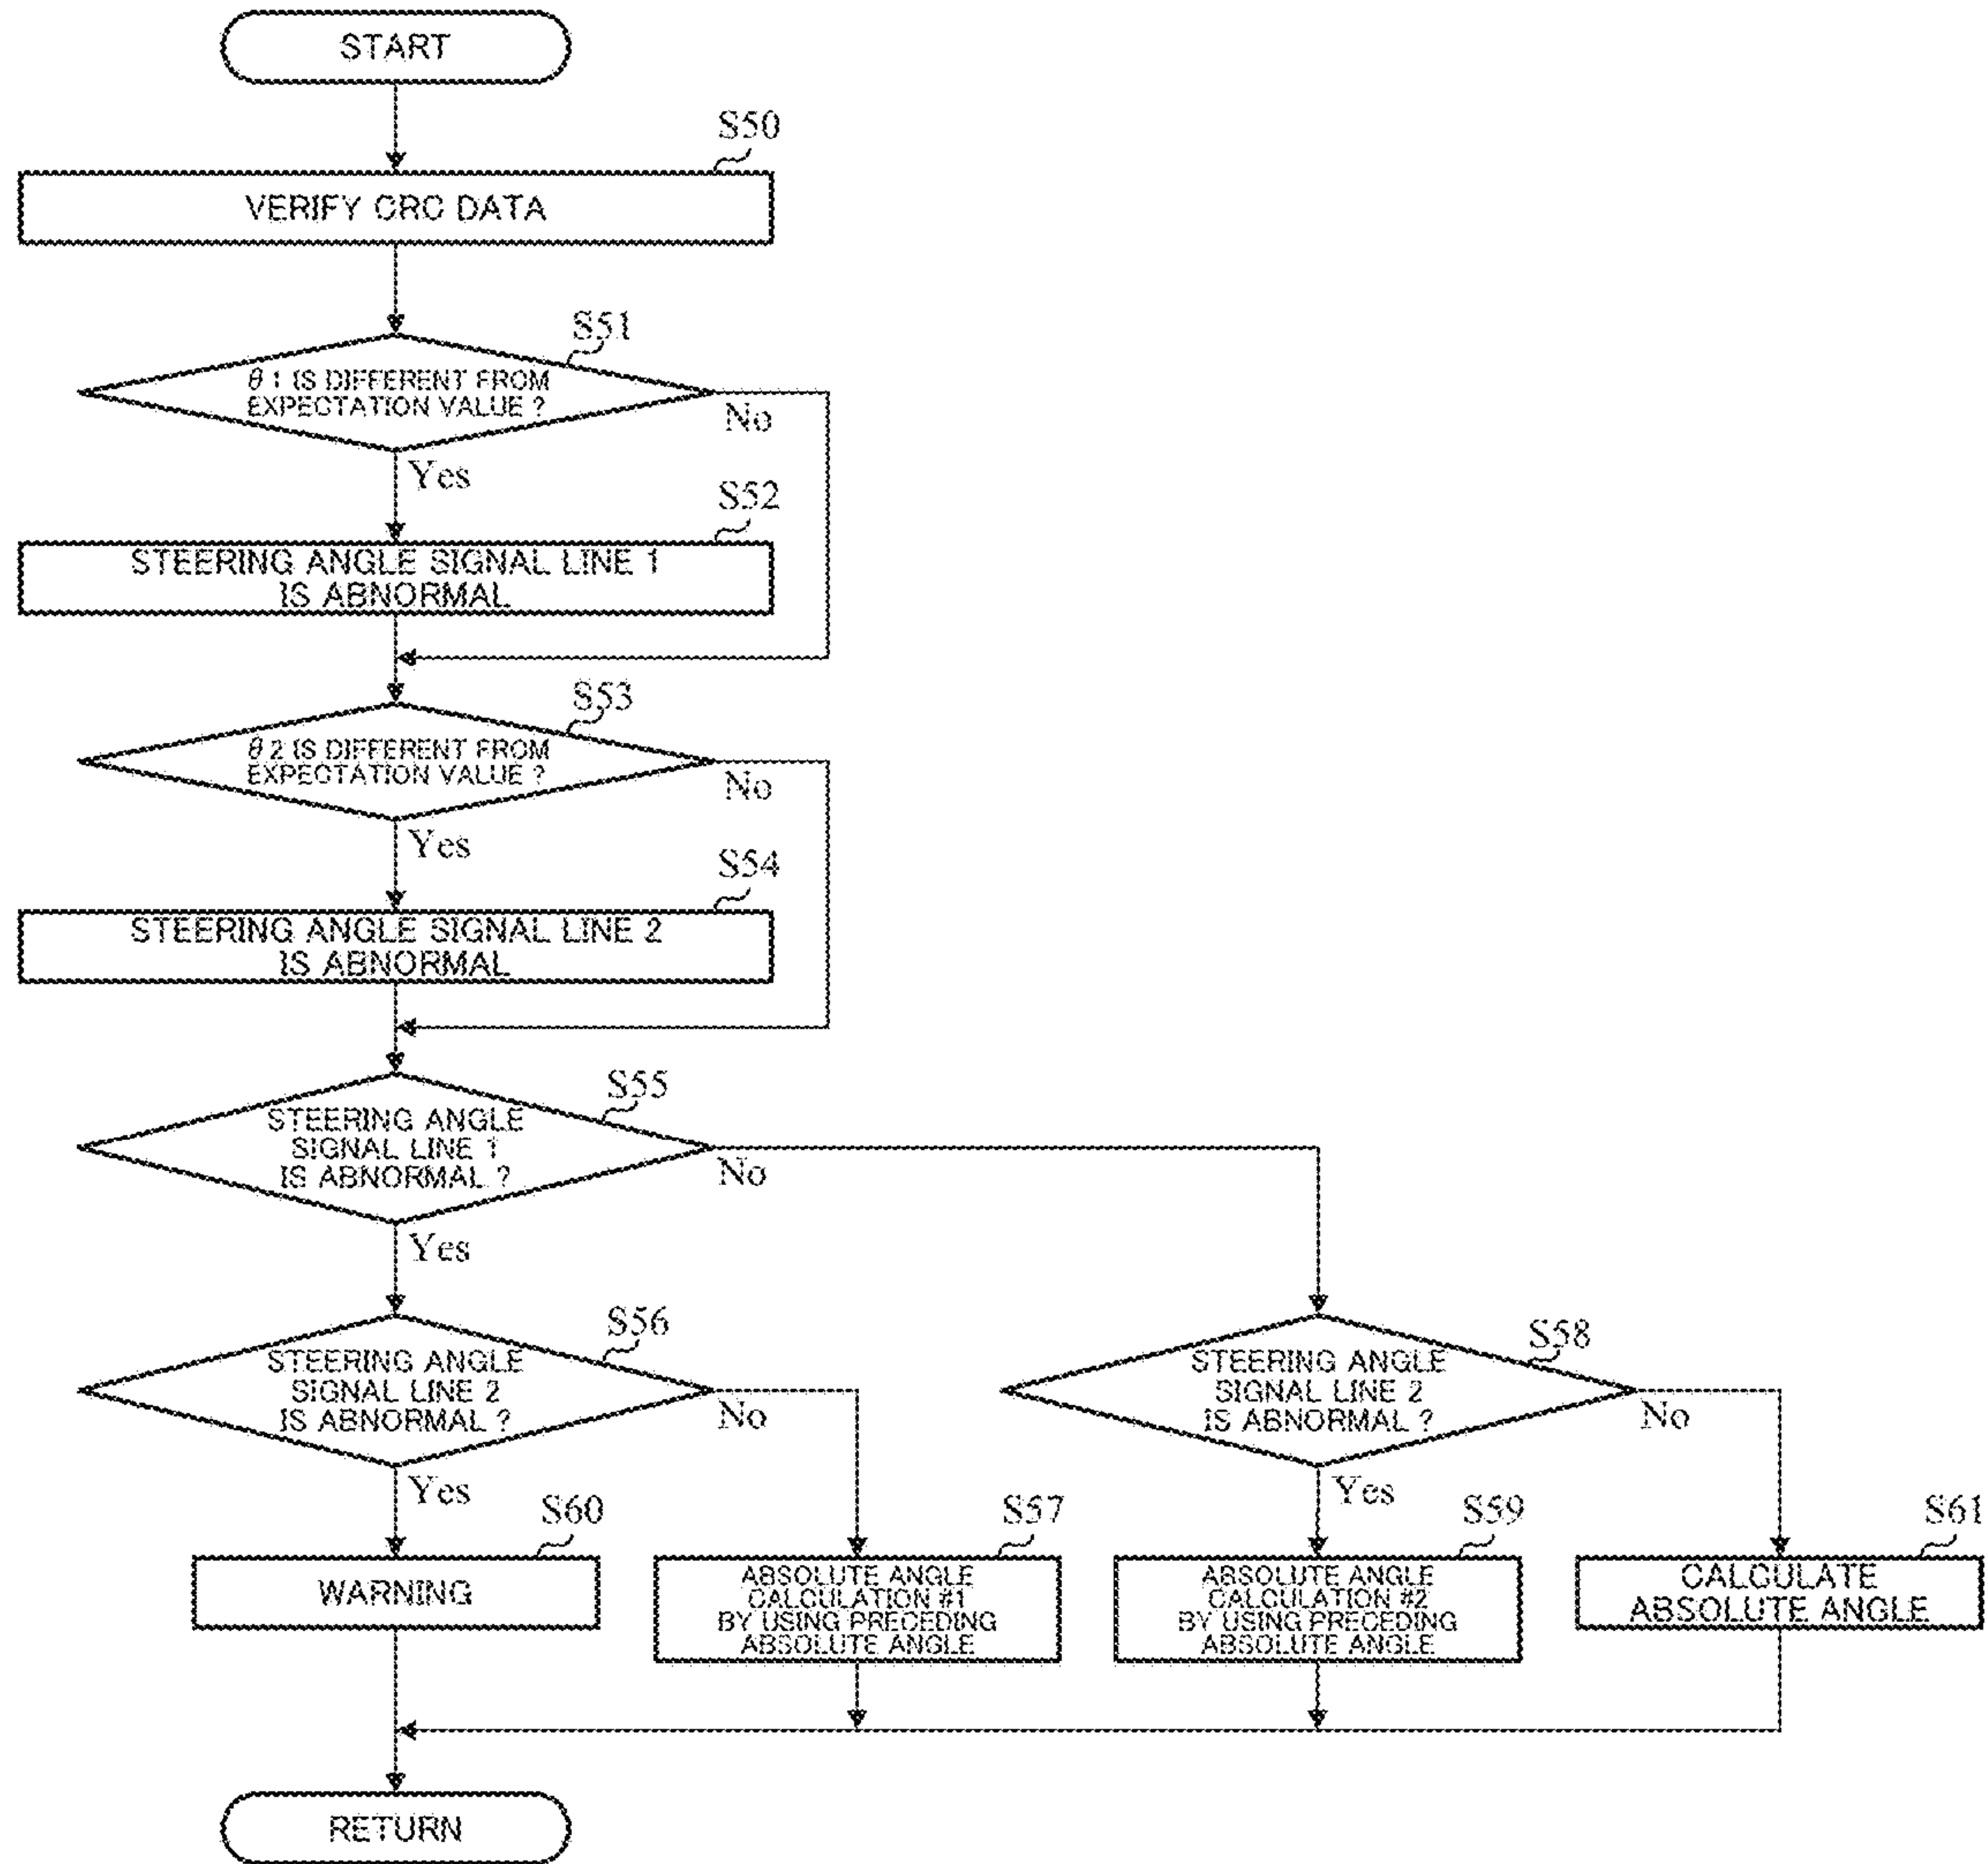 START
S50
VERIFY CRC DATA
S51
θ1 IS DIFFERENT FROM
EXPECTATION VALUE ?
No
Yes
S52
STEERING ANGLE SIGNAL LINE 1
IS ABNORMAL
S53
θ2 IS DIFFERENT FROM
EXPECTATION VALUE ?
No
Yes
S54
STEERING ANGLE SIGNAL LINE 2
IS ABNORMAL
S55
STEERING ANGLE
SIGNAL LINE 1
IS ABNORMAL ?
No
Yes
S56
STEERING ANGLE
SIGNAL LINE 2
IS ABNORMAL ?
No
Yes
S58
STEERING ANGLE
SIGNAL LINE 2
IS ABNORMAL ?
No
Yes
S60
WARNING
S57
ABSOLUTE ANGLE
CALCULATION #1
BY USING PRECEDING
ABSOLUTE ANGLE
S59
ABSOLUTE ANGLE
CALCULATION #2
BY USING PRECEDING
ABSOLUTE ANGLE
S61
CALCULATE
ABSOLUTE ANGLE
RETURN